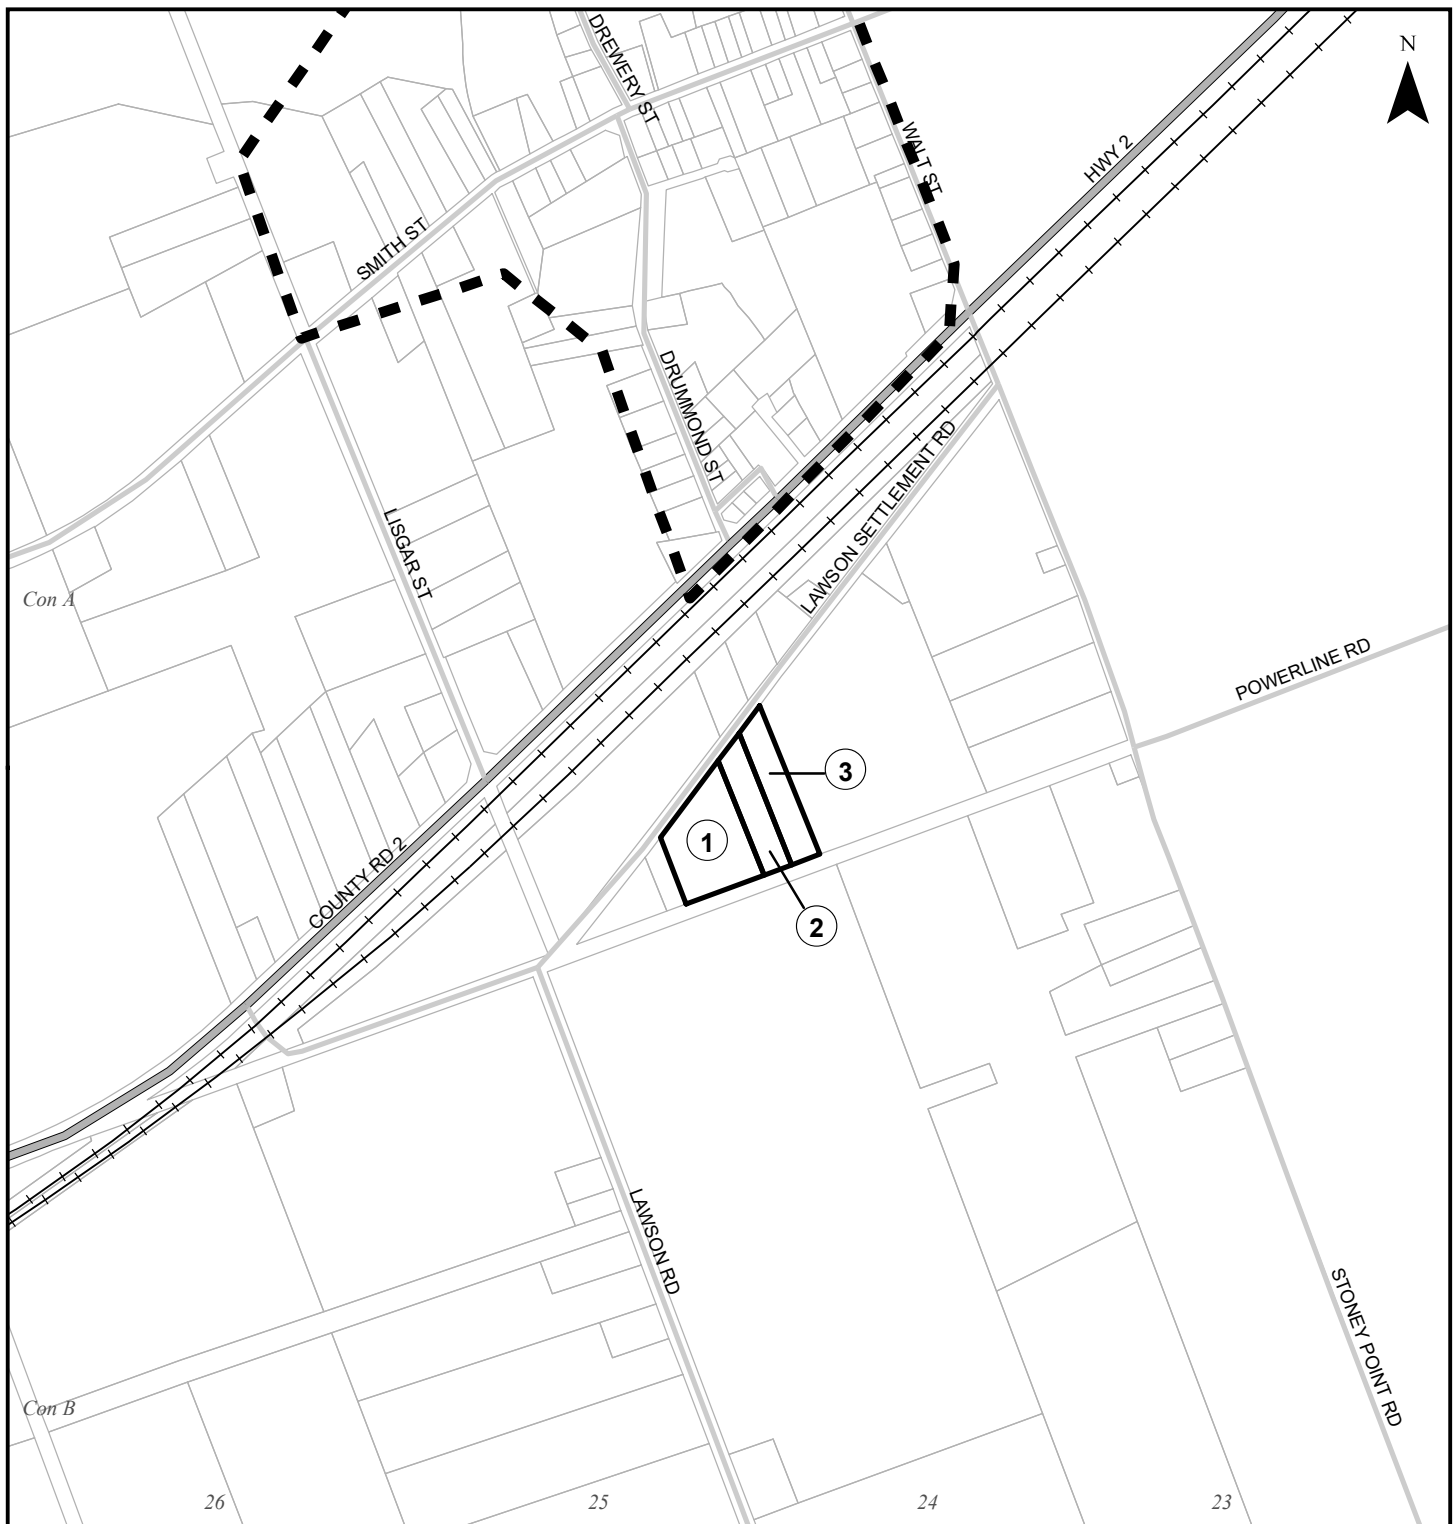 DREWERY ST
N
WALT ST
HWY 2
SMITH ST
DRUMMOND ST
LAWSON SETTLEMENT RD
LISGAR ST
Con A
POWERLINE RD
3
1
COUNTY RD 2
2
LAWSON RD
STONEY POINT RD
Con B
26
25
24
23